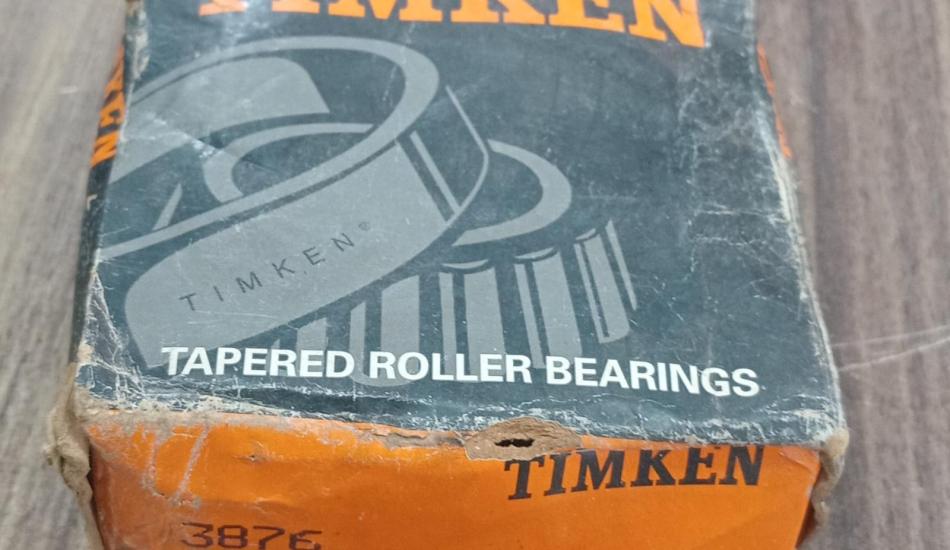 TIMKEN
TIMKEN®
TAPERED ROLLER BEARINGS
TIMKEN
3876